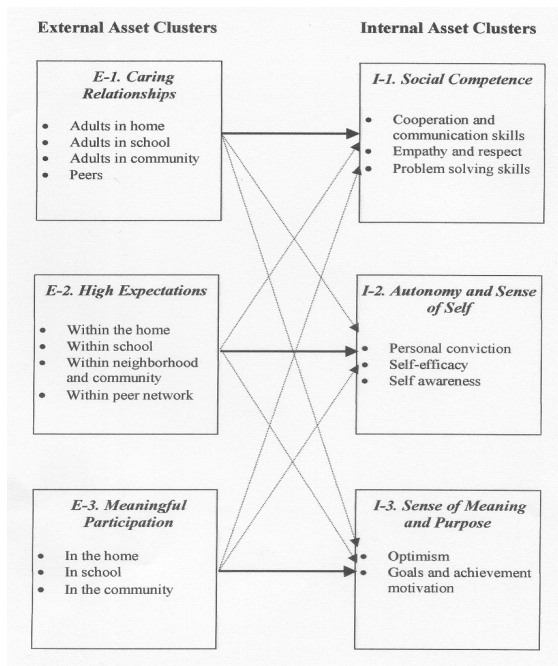 External Asset Clusters
Internal Asset Clusters
E-1. Caring
Relationships
• Adults in home
• Adults in school
• Adults in community
• Peers
I-1. Social Competence
• Cooperation and
communication skills
• Empathy and respect
• Problem solving skills
E-2. High Expectations
• Within the home
• Within school
• Within neighborhood
and community
• Within peer network
I-2. Autonomy and Sense
of Self
• Personal conviction
• Self-efficacy
• Self awareness
E-3. Meaningful
Participation
• In the home
• In school
• In the community
I-3. Sense of Meaning
and Purpose
• Optimism
• Goals and achievement
motivation